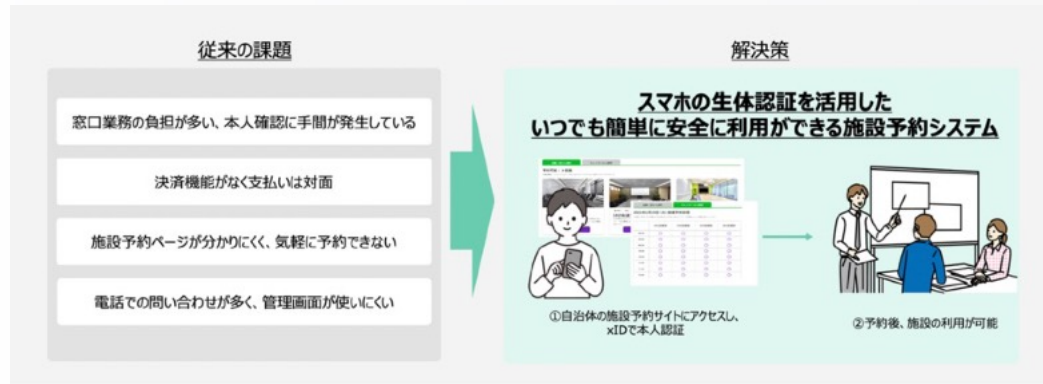 従来の課題
窓口業務の負担が多い、本人確認に手間が発生している
決済機能がなく支払いは対面
施設予約ページが分かりにくく、気軽に予約できない
電話での問い合わせが多く、管理画面が使いにくい
解決策
スマホの生体認証を活用した
いつでも簡単に安全に利用ができる施設予約システム
①自治体の施設予約サイトにアクセスし、
xIDで本人認証
②予約後、施設の利用が可能